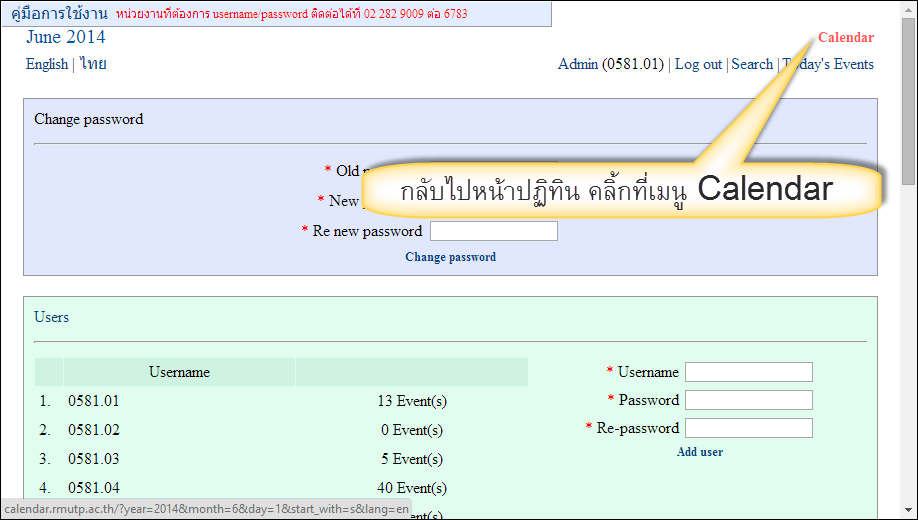 คู่มือการใช้งาน หน่วยงานที่ต้องการ username/password ติดต่อได้ที่ 02 282 9009 ต่อ 6783
June 2014
Calendar
English | ไทย
Admin (0581.01) | Log out | Search | Today's Events
Change password
* Old
กลับไปหน้าปฏิทิน คลิ้กที่เมนู Calendar
* New
* Re new password
Change password
Users
Username
* Username
1. 0581.01 13 Event(s)
* Password
2. 0581.02 0 Event(s)
* Re-password
3. 0581.03 5 Event(s)
Add user
4. 0581.04 40 Event(s)
calendar.rmutp.ac.th/?year=2014&month=6&day=1&start_with=s&lang=en